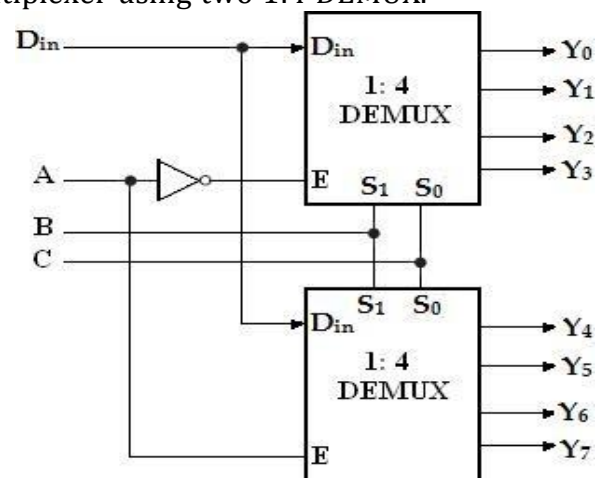 tiplexer using two 1:4 DEMUX.
Din
Din
1: 4
DEMUX
Y0
Y1
Y2
Y3
A
E
S1 S0
B
C
S1 S0
Din
1: 4
DEMUX
Y4
Y5
Y6
Y7
E